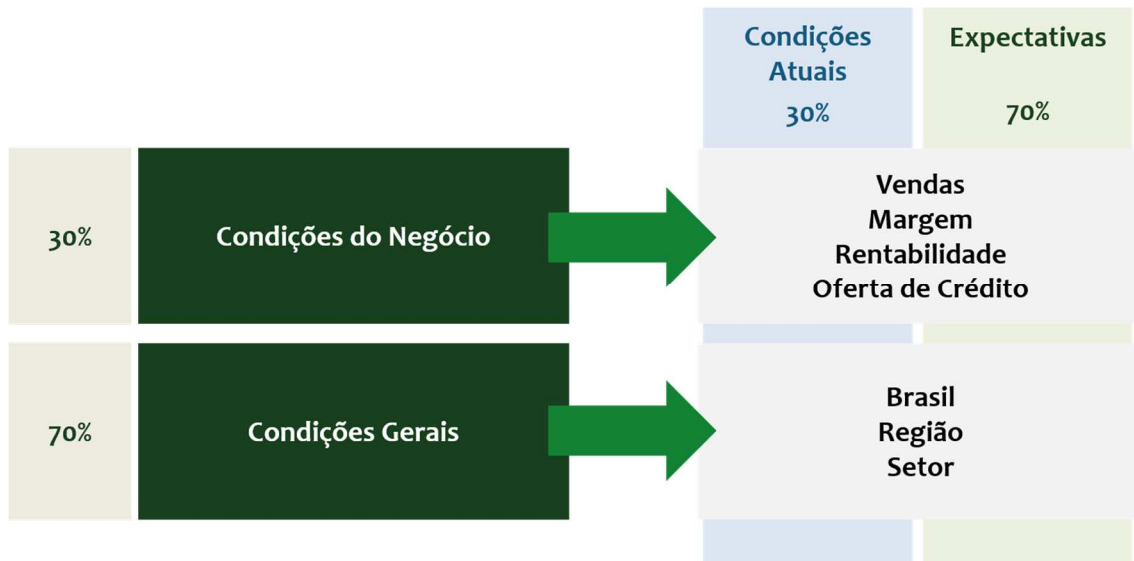 Condições
Atuais
30%
Expectativas
70%
30%
Condições do Negócio
Vendas
Margem
Rentabilidade
Oferta de Crédito
70%
Condições Gerais
Brasil
Região
Setor